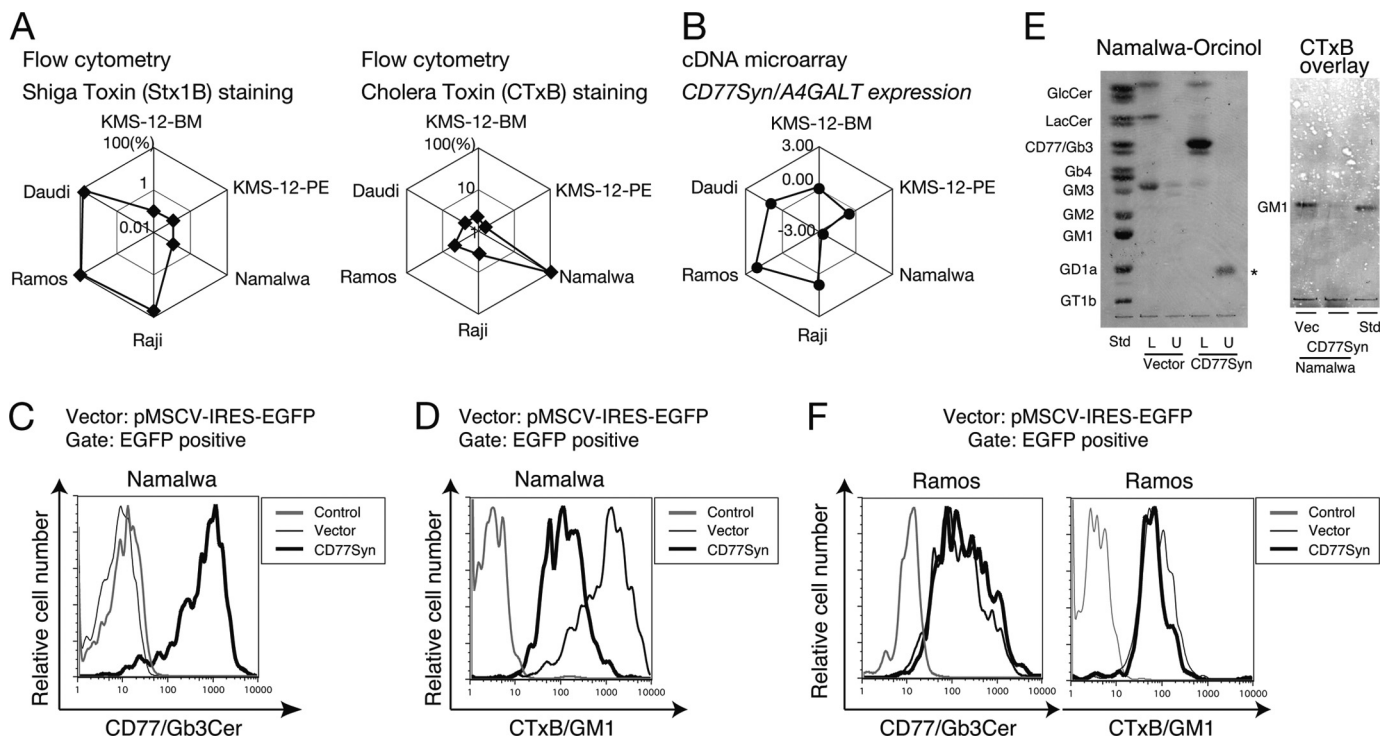 A
Flow cytometry
Shiga Toxin (Stx1B) staining
KMS-12-BM
100(%)
Daudi
1
KMS-12-PE
0.01
Ramos
Namalwa
Raji
Flow cytometry
Cholera Toxin (CTxB) staining
KMS-12-BM
100(%)
Daudi
10
KMS-12-PE
1
Ramos
Namalwa
Raji
B
cDNA microarray
CD77Syn/A4GALT expression
KMS-12-BM
3.00
Daudi
0.00
KMS-12-PE
-3.00
Ramos
Namalwa
Raji
E
Namalwa-Orcinol
GlcCer
LacCer
CD77/Gb3
Gb4
GM3
GM2
GM1
GD1a
*
GT1b
Std
L U L U
Vector CD77Syn
CTxB
overlay
GM1
Vec Std
CD77Syn
Namalwa
C
Vector: pMSCV-IRES-EGFP
Gate: EGFP positive
Namalwa
Control
Vector
CD77Syn
Relative cell number
1 10 100 1000 10000
CD77/Gb3Cer
D
Vector: pMSCV-IRES-EGFP
Gate: EGFP positive
Namalwa
Control
Vector
CD77Syn
Relative cell number
1 10 100 1000 10000
CTxB/GM1
F
Vector: pMSCV-IRES-EGFP
Gate: EGFP positive
Ramos
Ramos
Control
Vector
CD77Syn
Relative cell number
1 10 100 1000 10000
1 10 100 1000 10000
CD77/Gb3Cer
CTxB/GM1